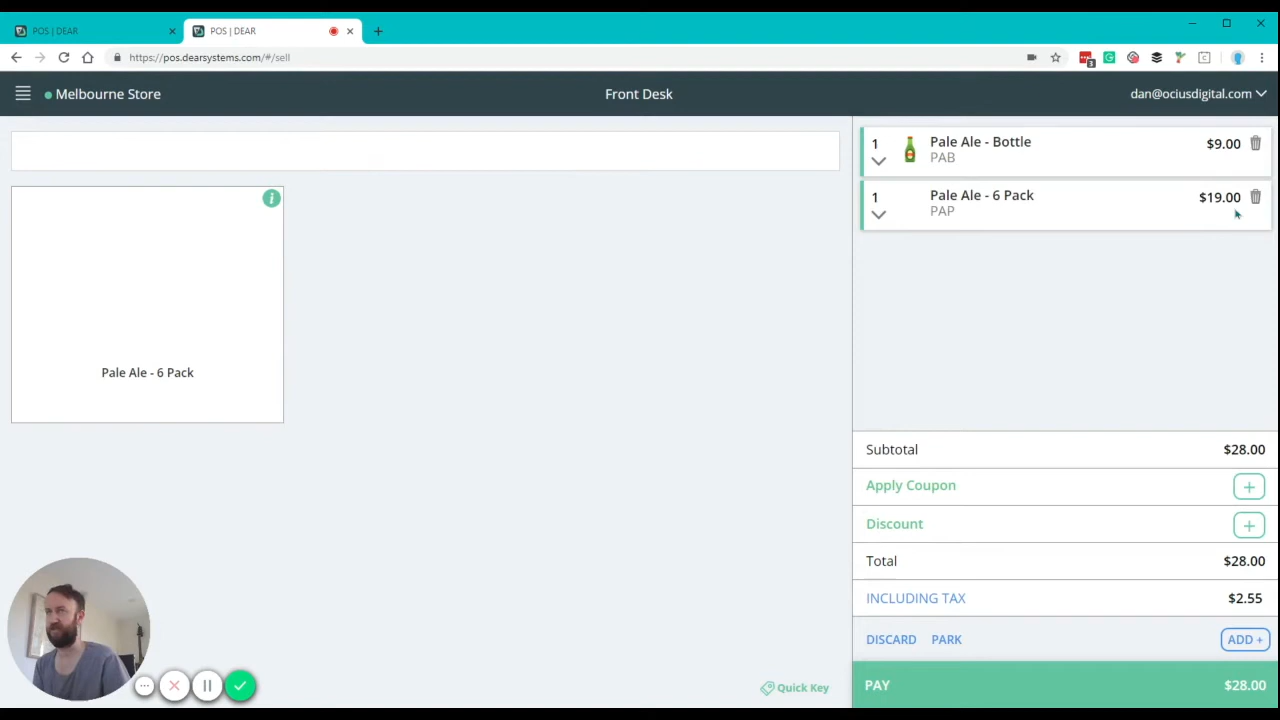 POS | DEAR
POS | DEAR
https://pos.dearsystems.com/#/sell
3
Melbourne Store
Front Desk
dan@ociusdigital.com
1
Pale Ale - Bottle
PAB
$9.00
1
Pale Ale - 6 Pack
PAP
$19.00
Pale Ale - 6 Pack
Subtotal
$28.00
Apply Coupon
Discount
Total
$28.00
INCLUDING TAX
$2.55
DISCARD
PARK
ADD +
Quick Key
PAY
$28.00